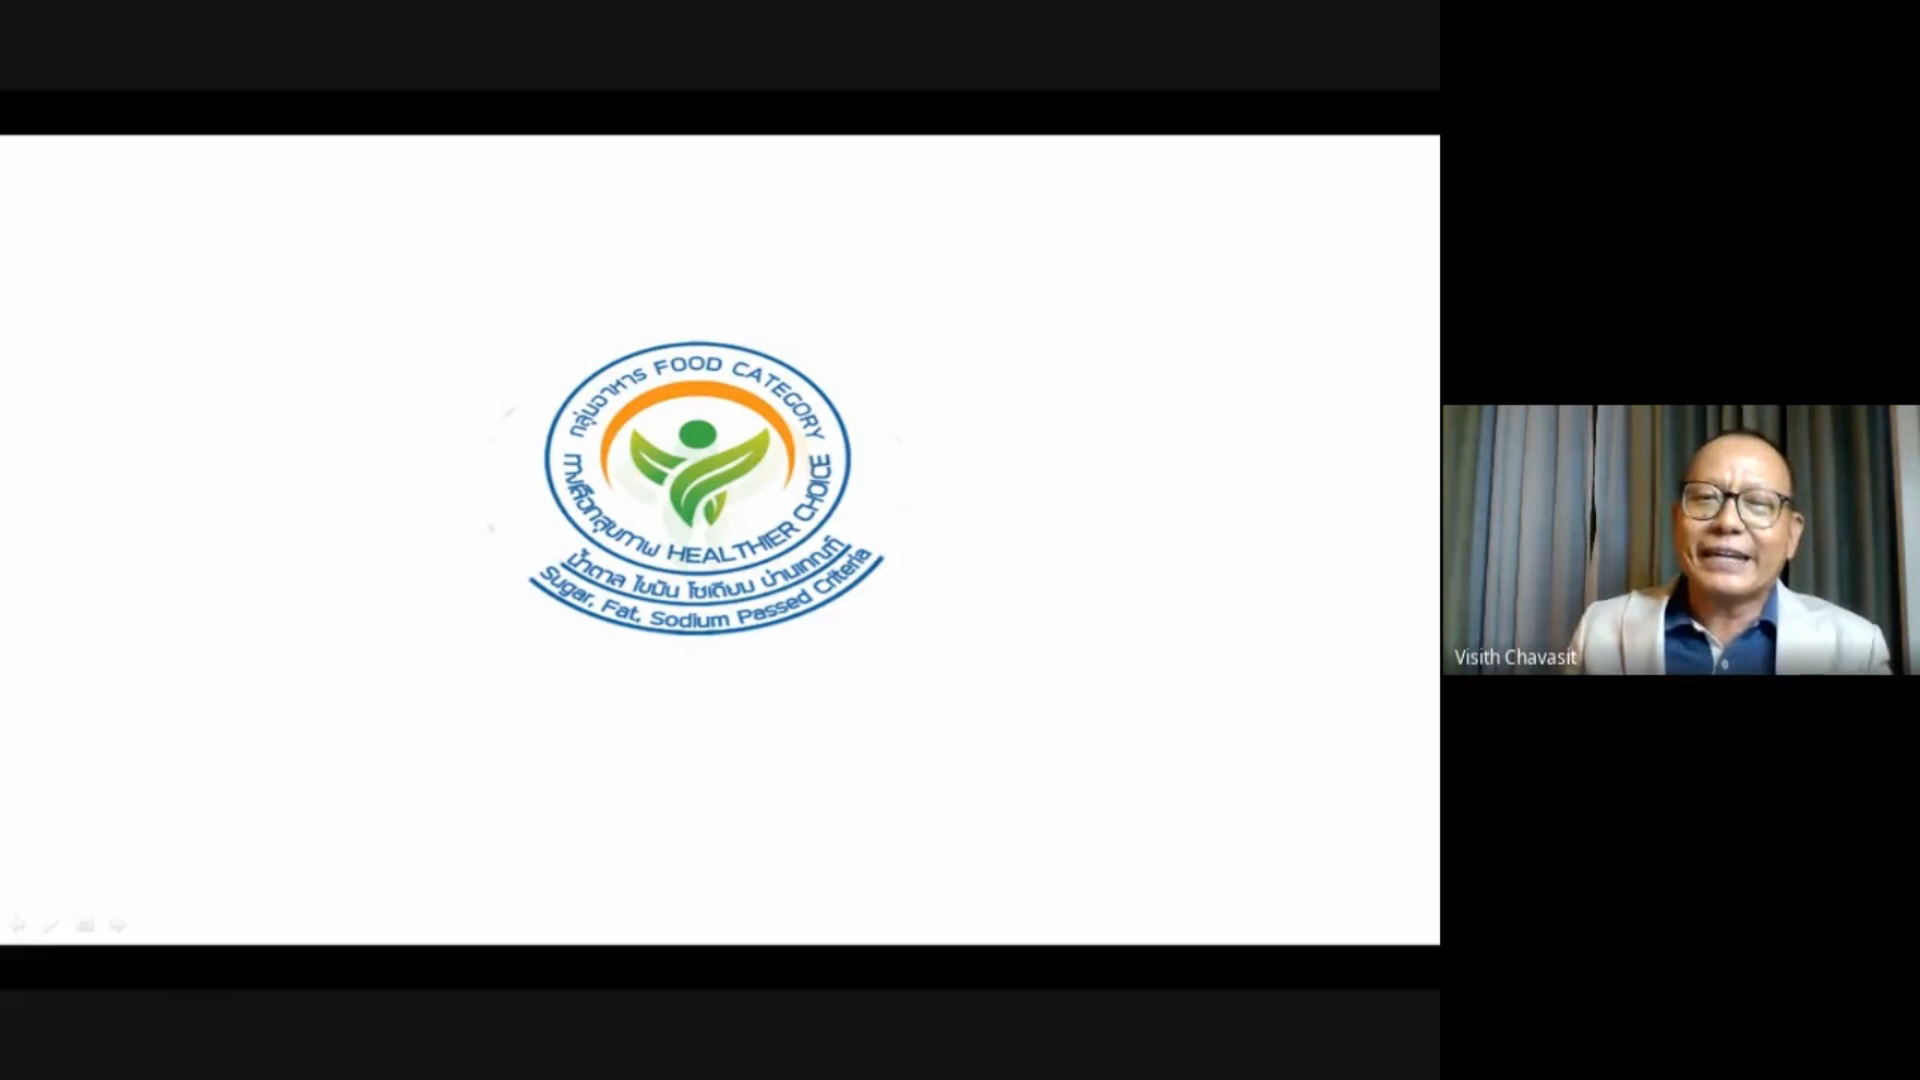 กลุ่มอาหาร FOOD CATEGORY
ทางเลือกสุขภาพ HEALTHIER CHOICE
น้ำตาล ไขมัน โซเดียม ผ่านเกณฑ์
Sugar, Fat, Sodium Passed Criteria
Visith Chavasit